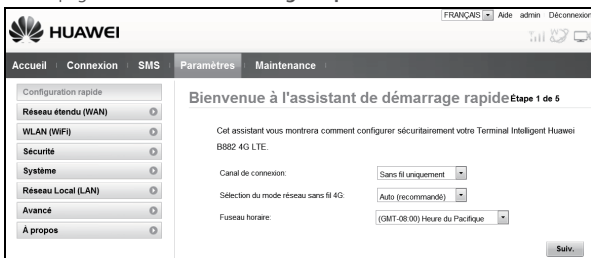 FRANÇAIS Aide admin Déconnexion
HUAWEI
Accueil Connexion SMS Paramètres Maintenance
Configuration rapide
Réseau étendu (WAN)
WLAN (WiFi)
Sécurité
Système
Réseau Local (LAN)
Avancé
À propos
Bienvenue à l'assistant de démarrage rapide Étape 1 de 5
Cet assistant vous montrera comment configurer sécuritairement votre Terminal Intelligent Huawei
B882 4G LTE.
Canal de connexion: Sans fil uniquement
Sélection du mode réseau sans fil 4G: Auto (recommandé)
Fuseau horaire: (GMT-08:00) Heure du Pacifique
Suiv.